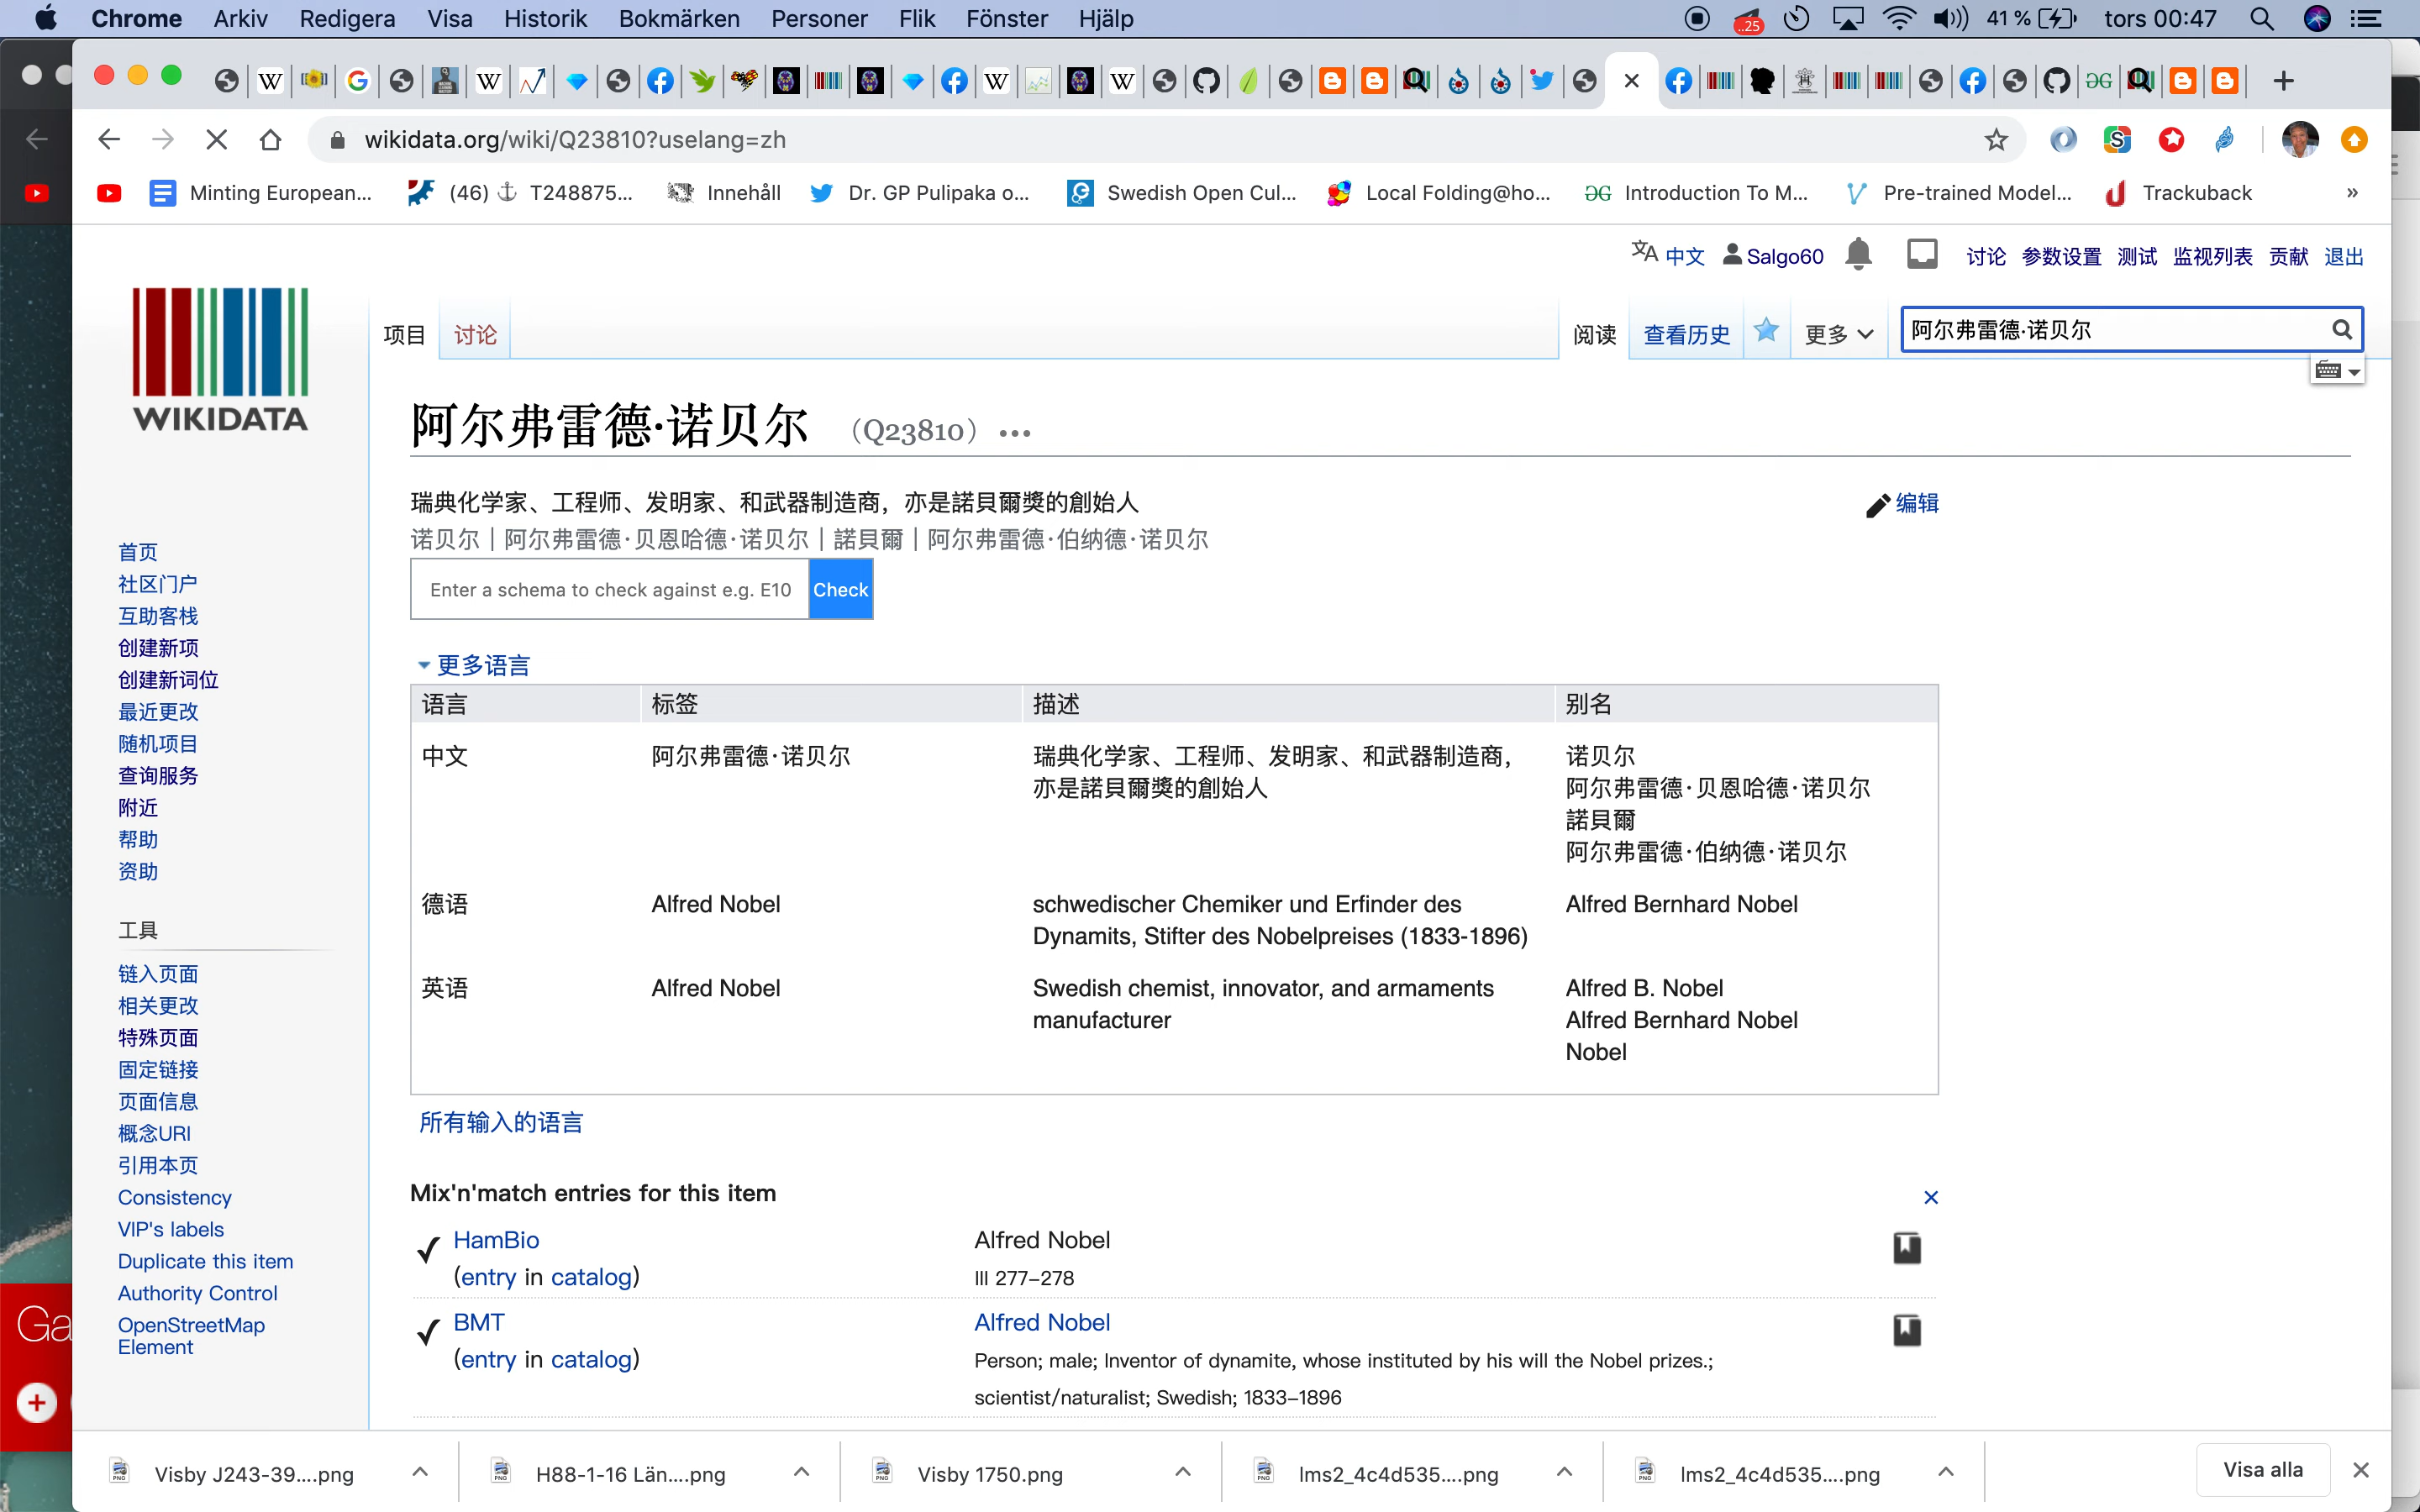 Chrome Arkiv Redigera Visa Historik Bokmärken Personer Flik Fönster Hjälp
..25
41 % tors 00:47
wikidata.org/wiki/Q23810?uselang=zh
Minting European... (46) T248875... Innehåll Dr. GP Pulipaka o... Swedish Open Cul... Local Folding@ho... Introduction To M... Pre-trained Model... Trackuback »
中文 Salgo60 讨论 参数设置 测试 监视列表 贡献 退出
WIKIDATA
项目 讨论 阅读 查看历史 更多 阿尔弗雷德·诺贝尔
阿尔弗雷德·诺贝尔 （Q23810）
瑞典化学家、工程师、发明家、和武器制造商，亦是諾貝爾獎的創始人
编辑
诺贝尔 | 阿尔弗雷德·贝恩哈德·诺贝尔 | 諾貝爾 | 阿尔弗雷德·伯纳德·诺贝尔
Enter a schema to check against e.g. E10 Check
首页
社区门户
互助客栈
创建新项
创建新词位
最近更改
随机项目
查询服务
附近
帮助
资助
工具
链入页面
相关更改
特殊页面
固定链接
页面信息
概念URI
引用本页
Consistency
VIP's labels
Duplicate this item
Authority Control
OpenStreetMap
Element
更多语言
语言 标签 描述 别名
中文 阿尔弗雷德·诺贝尔 瑞典化学家、工程师、发明家、和武器制造商， 诺贝尔
亦是諾貝爾獎的創始人 阿尔弗雷德·贝恩哈德·诺贝尔
諾貝爾
阿尔弗雷德·伯纳德·诺贝尔
德语 Alfred Nobel schwedischer Chemiker und Erfinder des Alfred Bernhard Nobel
Dynamits, Stifter des Nobelpreises (1833-1896)
英语 Alfred Nobel Swedish chemist, innovator, and armaments Alfred B. Nobel
manufacturer Alfred Bernhard Nobel
Nobel
所有输入的语言
Mix'n'match entries for this item
HamBio Alfred Nobel
(entry in catalog) III 277–278
BMT Alfred Nobel
(entry in catalog) Person; male; Inventor of dynamite, whose instituted by his will the Nobel prizes.;
scientist/naturalist; Swedish; 1833–1896
Ga
Visby J243-39....png H88-1-16 Län....png Visby 1750.png lms2_4c4d535....png lms2_4c4d535....png Visa alla